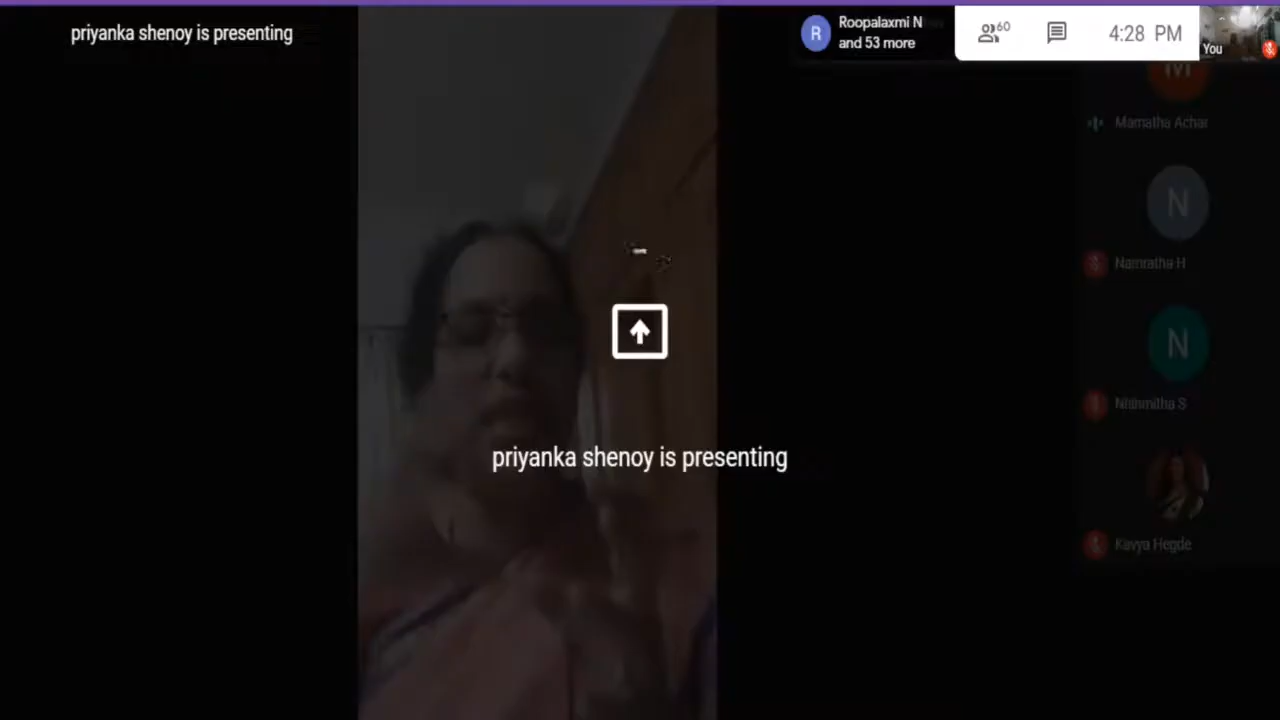 priyanka shenoy is presenting
R
Roopalaxmi N
and 53 more
60
4:28 PM
You
M
Mamatha Achar
N
Namratha H
N
Nishmitha S
Kavya Hegde
priyanka shenoy is presenting